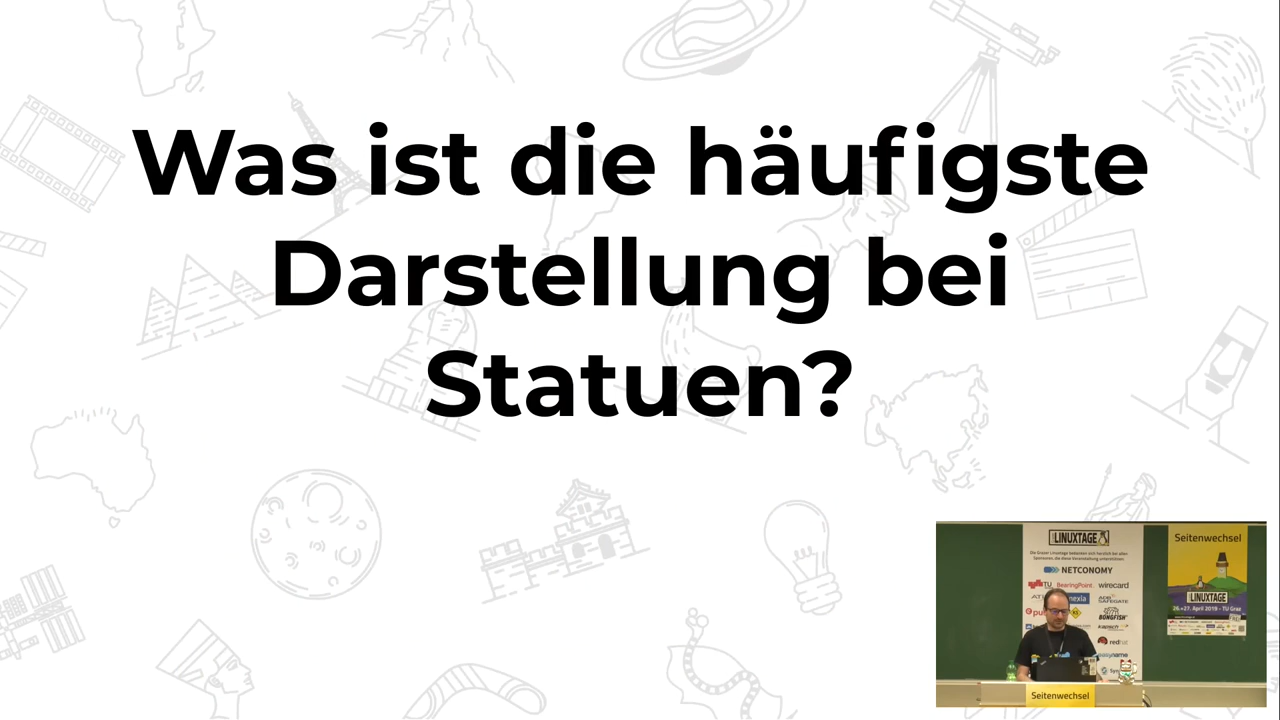 Was ist die häufigste
Darstellung bei
Statuen?
LINUXTAGE
NETCONOMY
BearingPoint
wirecard
BONGFISH
redhat
easyname
Seitenwechsel
LINUXTAGE
26.+27. April 2019 - TU Graz
Seitenwechsel